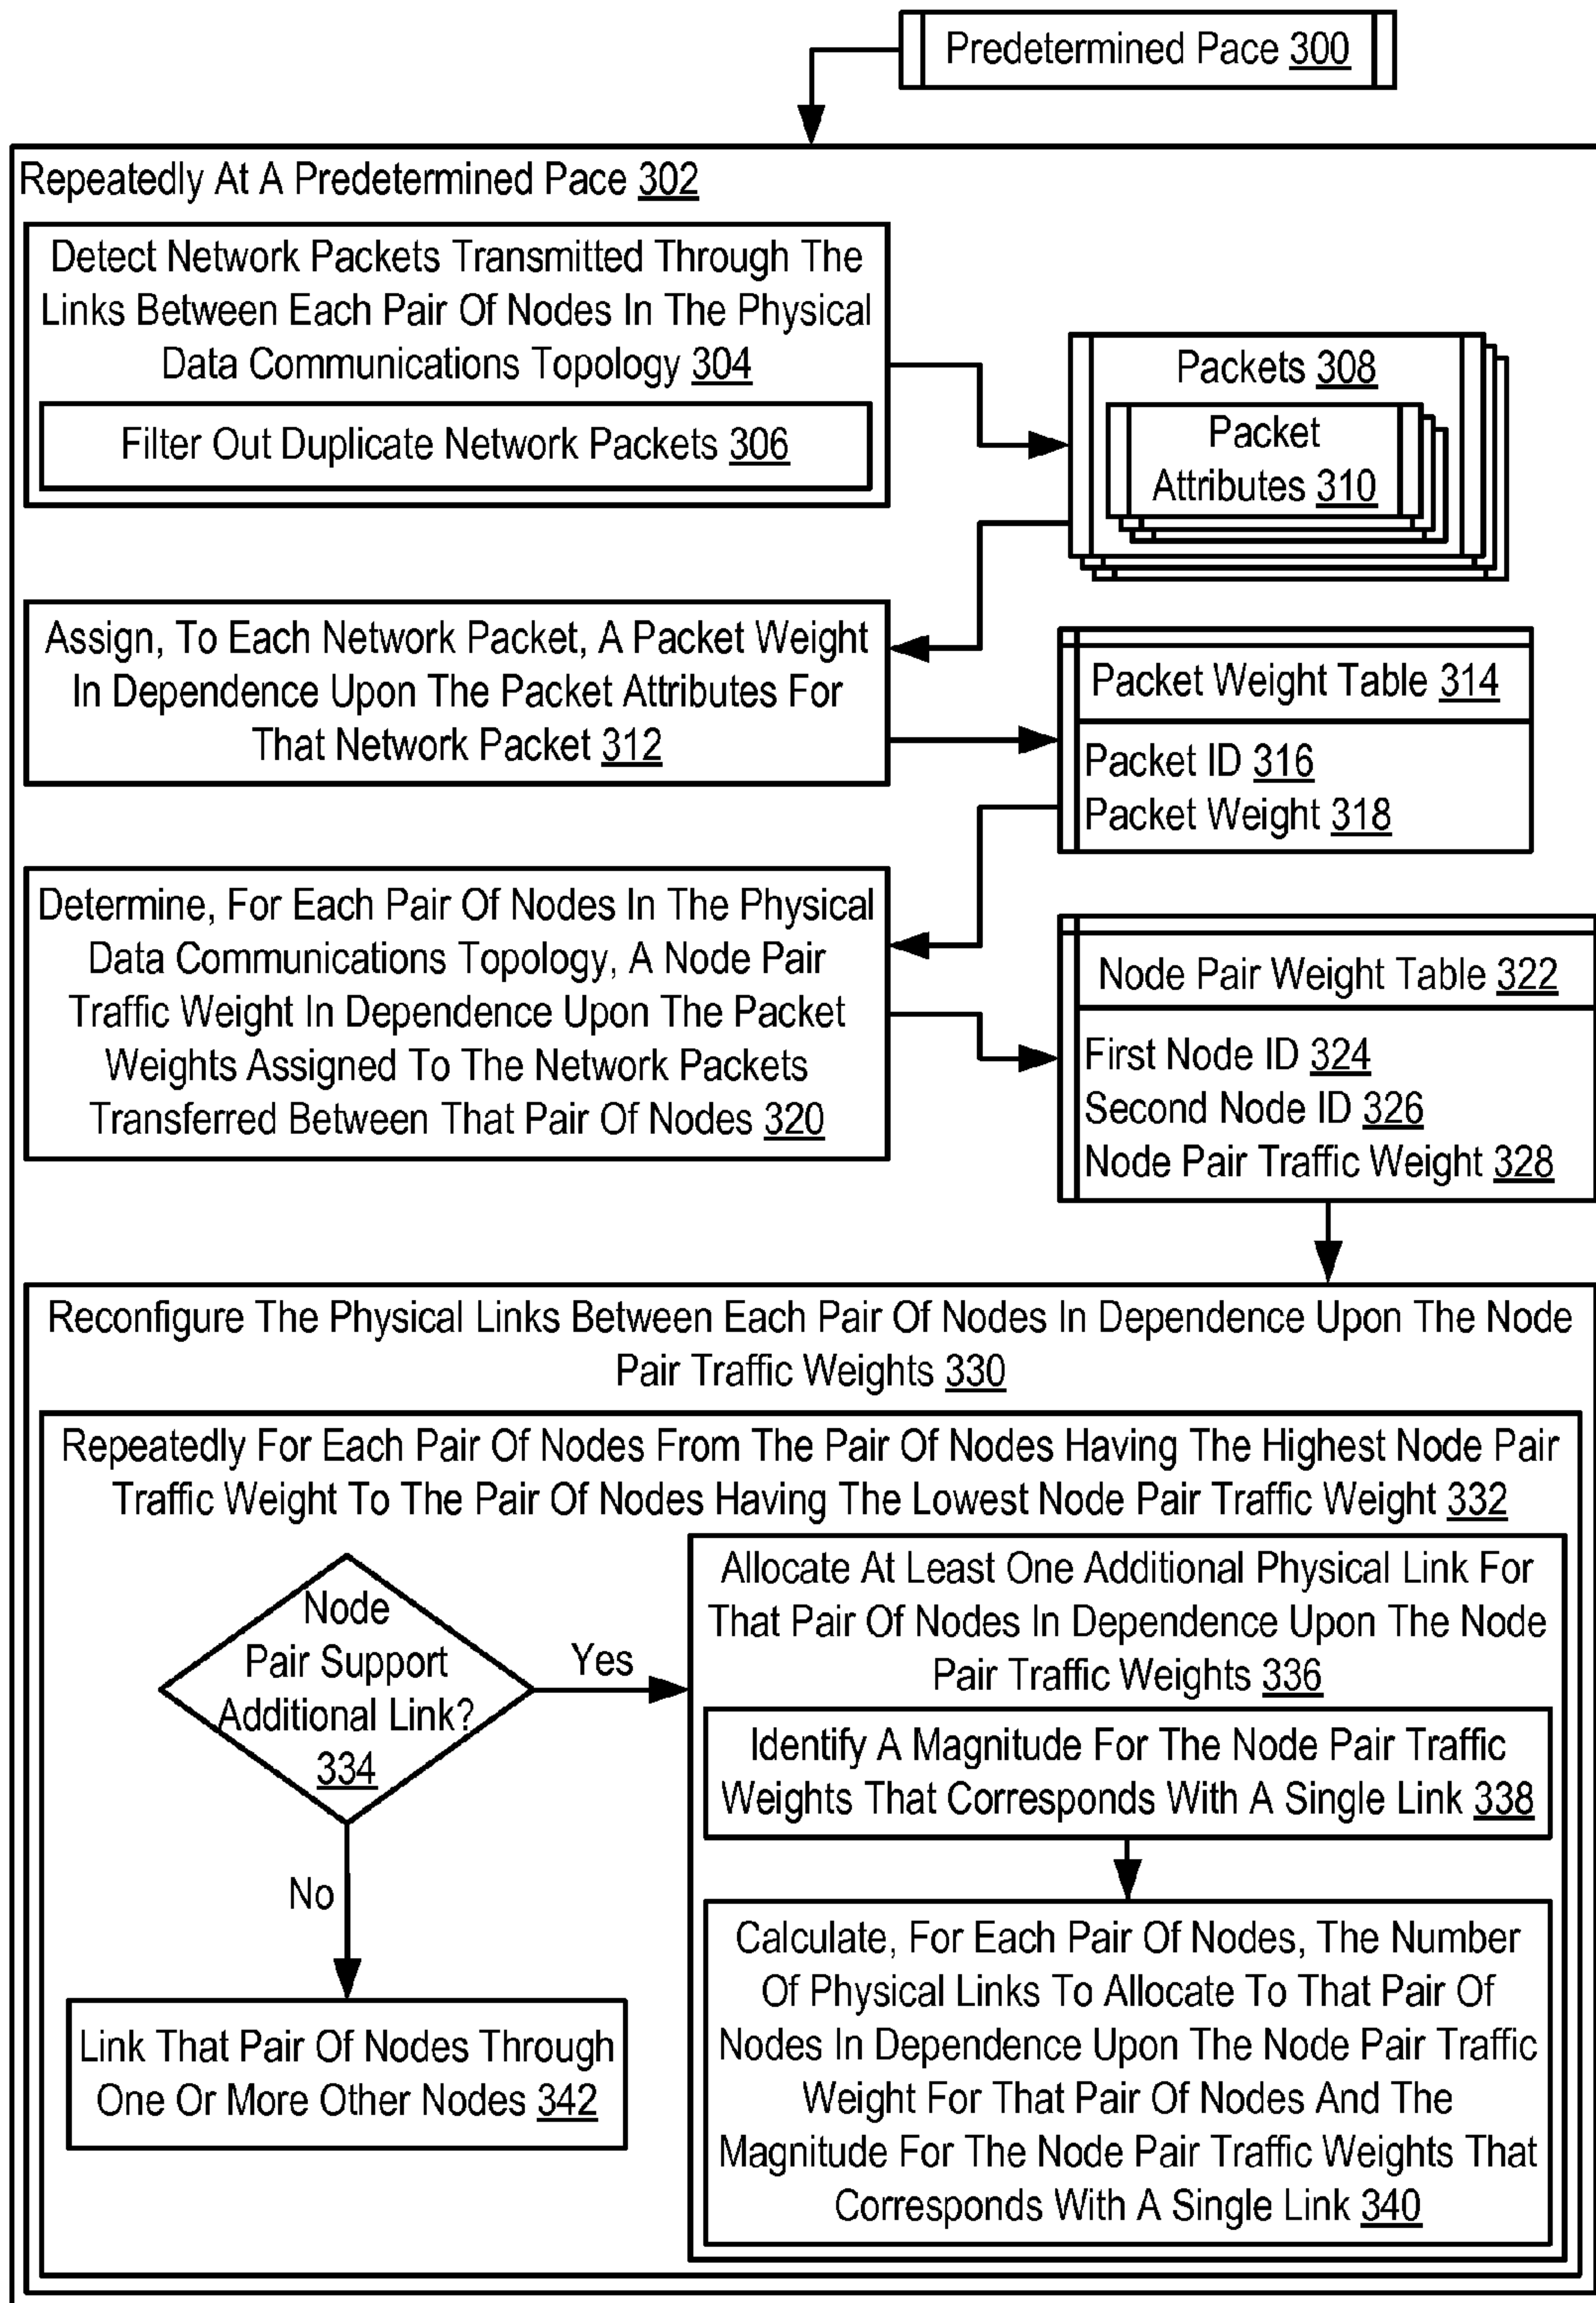 Predetermined Pace 300
Repeatedly At A Predetermined Pace 302
Detect Network Packets Transmitted Through The
Links Between Each Pair Of Nodes In The Physical
Data Communications Topology 304
Filter Out Duplicate Network Packets 306
Packets 308
Packet
Attributes 310
Assign, To Each Network Packet, A Packet Weight
In Dependence Upon The Packet Attributes For
That Network Packet 312
Packet Weight Table 314
Packet ID 316
Packet Weight 318
Determine, For Each Pair Of Nodes In The Physical
Data Communications Topology, A Node Pair
Traffic Weight In Dependence Upon The Packet
Weights Assigned To The Network Packets
Transferred Between That Pair Of Nodes 320
Node Pair Weight Table 322
First Node ID 324
Second Node ID 326
Node Pair Traffic Weight 328
Reconfigure The Physical Links Between Each Pair Of Nodes In Dependence Upon The Node
Pair Traffic Weights 330
Repeatedly For Each Pair Of Nodes From The Pair Of Nodes Having The Highest Node Pair
Traffic Weight To The Pair Of Nodes Having The Lowest Node Pair Traffic Weight 332
Node
Pair Support
Additional Link?
334
Yes
No
Allocate At Least One Additional Physical Link For
That Pair Of Nodes In Dependence Upon The Node
Pair Traffic Weights 336
Identify A Magnitude For The Node Pair Traffic
Weights That Corresponds With A Single Link 338
Calculate, For Each Pair Of Nodes, The Number
Of Physical Links To Allocate To That Pair Of
Nodes In Dependence Upon The Node Pair Traffic
Weight For That Pair Of Nodes And The
Magnitude For The Node Pair Traffic Weights That
Corresponds With A Single Link 340
Link That Pair Of Nodes Through
One Or More Other Nodes 342